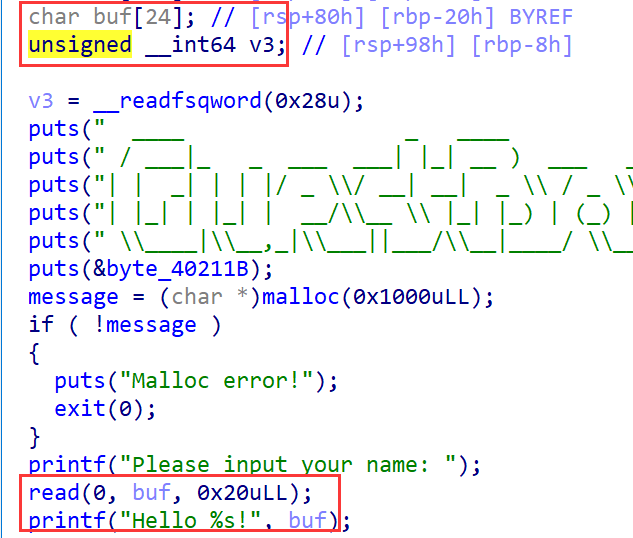 char buf[24]; // [rsp+80h] [rbp-20h] BYREF
unsigned __int64 v3; // [rsp+98h] [rbp-8h]
v3 = __readfsqword(0x28u);
puts("  ____                  _   ____
puts(" / ___|_   _  ___  ___| |_| __ )  ___   _
puts("| |  _| | | |/ _ \\/ __| __|  _ \\ / _ \\
puts("| |_| | |_| |  __/\\__ \\ |_| |_) | (_) |
puts(" \\____|\\__,_|\\___||___/\\__|____/ \\__
puts(&byte_40211B);
message = (char *)malloc(0x1000uLL);
if ( !message )
{
puts("Malloc error!");
exit(0);
}
printf("Please input your name: ");
read(0, buf, 0x20uLL);
printf("Hello %s!", buf);